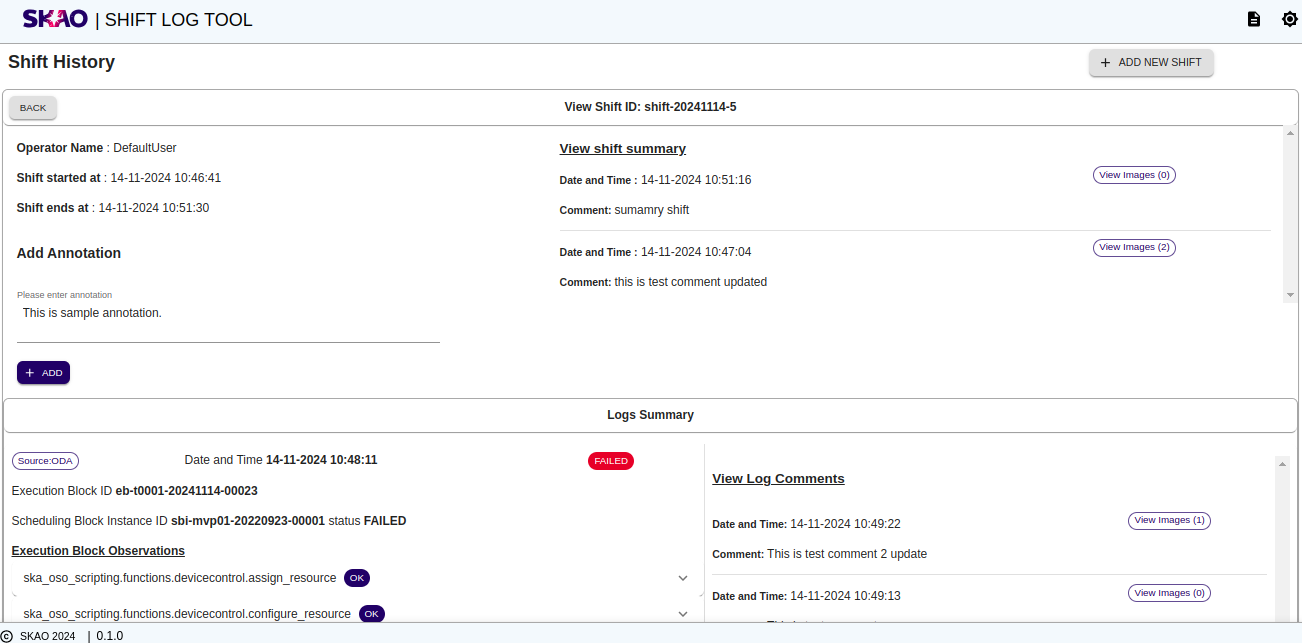 SKAO | SHIFT LOG TOOL
Shift History
+ ADD NEW SHIFT
BACK
View Shift ID: shift-20241114-5
Operator Name : DefaultUser
Shift started at : 14-11-2024 10:46:41
Shift ends at : 14-11-2024 10:51:30
Add Annotation
Please enter annotation
This is sample annotation.
+ ADD
View shift summary
Date and Time : 14-11-2024 10:51:16
View Images (0)
Comment: sumamry shift
Date and Time : 14-11-2024 10:47:04
View Images (2)
Comment: this is test comment updated
Logs Summary
Source:ODA
Date and Time 14-11-2024 10:48:11
FAILED
Execution Block ID eb-t0001-20241114-00023
Scheduling Block Instance ID sbi-mvp01-20220923-00001 status FAILED
Execution Block Observations
ska_oso_scripting.functions.devicecontrol.assign_resource OK
ska_oso_scripting.functions.devicecontrol.configure_resource OK
View Log Comments
Date and Time: 14-11-2024 10:49:22
View Images (1)
Comment: This is test comment 2 update
Date and Time: 14-11-2024 10:49:13
View Images (0)
© SKAO 2024 | 0.1.0